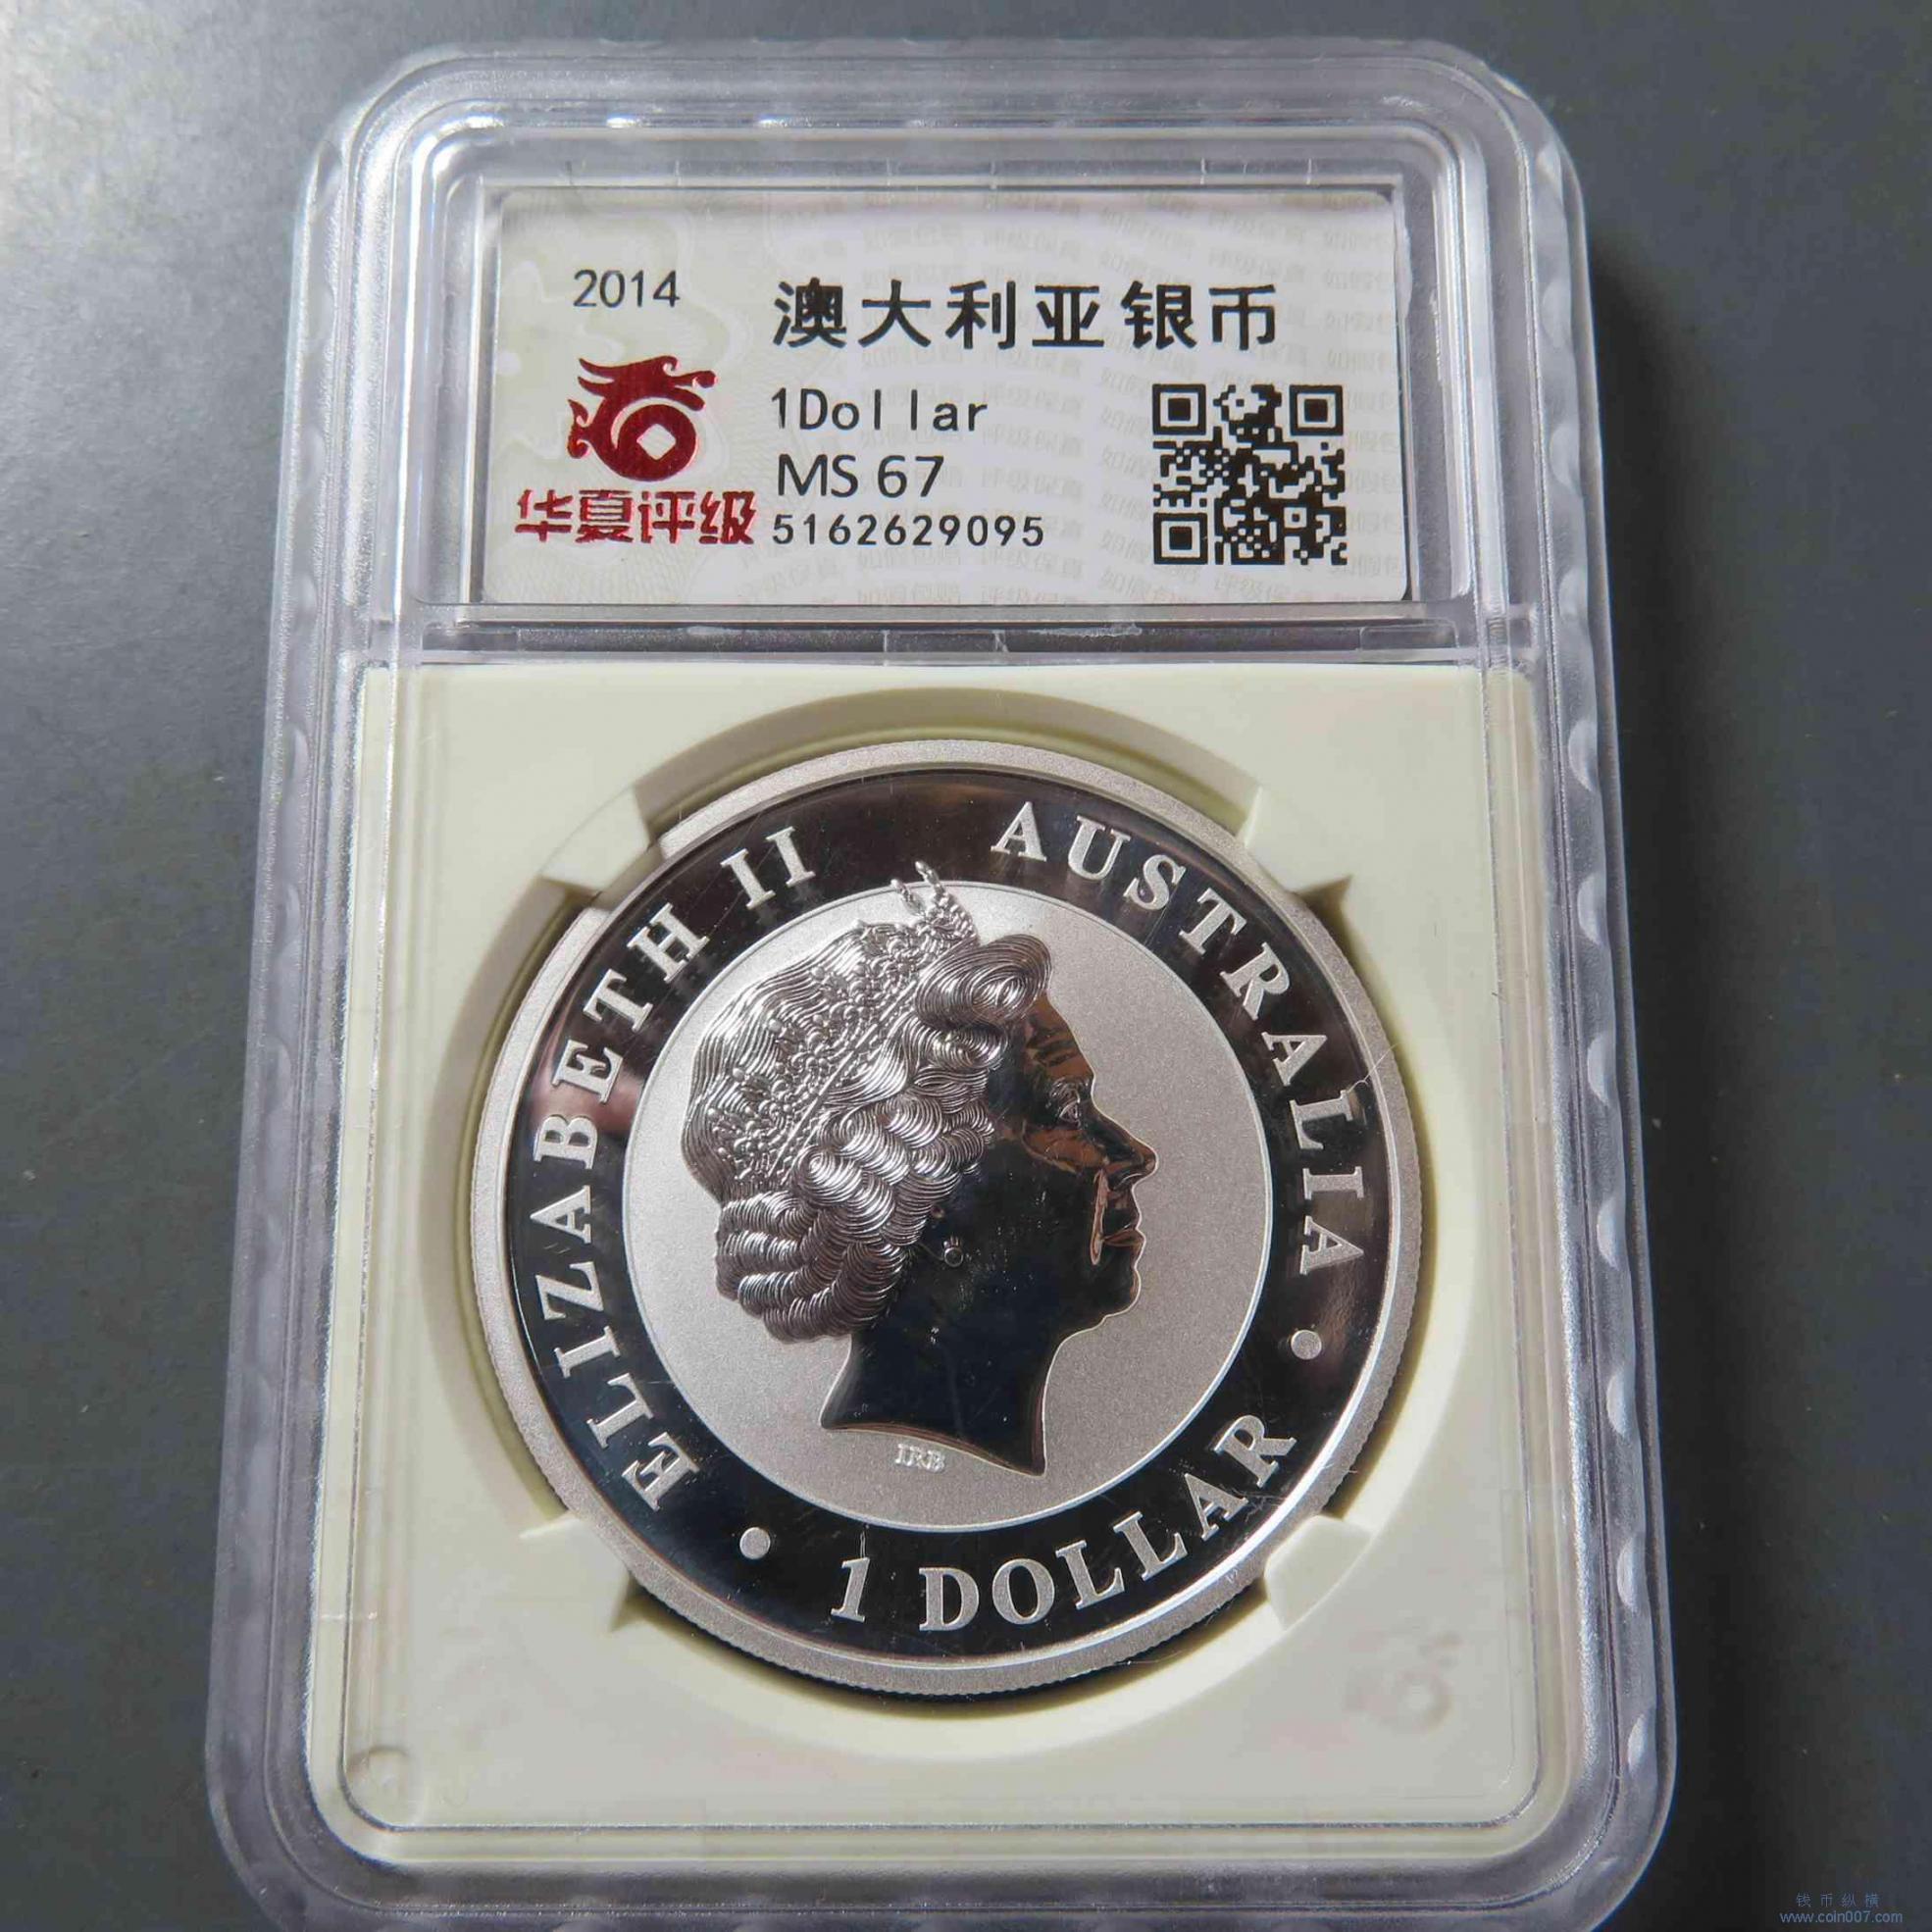 2014
澳大利亚银币
1Dollar
MS 67
华夏评级
5162629095
ELIZABETH II
AUSTRALIA
1 DOLLAR
IRB
钱币纵横
www.coin007.com